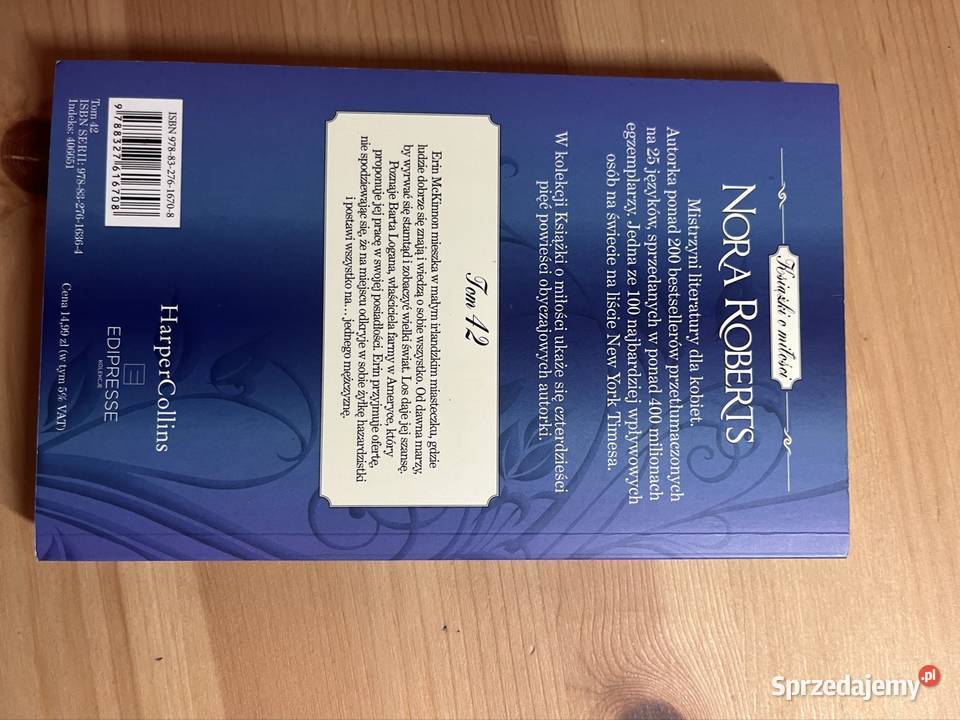 Książki o miłości
NORA ROBERTS
Mistrzyni literatury dla kobiet.
Autorka ponad 200 bestsellerów przetłumaczonych
na 25 języków, sprzedanych w ponad 400 milionach
egzemplarzy. Jedna ze 100 najbardziej wpływowych
osób na świecie na liście New York Timesa.
W kolekcji Książki o miłości ukaże się czterdzieści
pięć powieści obyczajowych autorki.
Tom 42
Erin McKinnon mieszka w małym irlandzkim miasteczku, gdzie
ludzie dobrze się znają i wiedzą o sobie wszystko. Od dawna marzy,
by wyrwać się stamtąd i zobaczyć wielki świat. Los daje jej szansę.
Poznaje Barta Logana, właściciela farmy w Ameryce, który
proponuje jej pracę w swojej posiadłości. Erin przyjmuje ofertę,
nie spodziewając się, że na miejscu odkryje w sobie żyłkę hazardzistki
i postawi wszystko na… jednego mężczyznę.
ISBN 978-83-276-1670-8
9 788327 616708
Tom 42
ISBN SERII: 978-83-276-1636-4
Indeks: 406651
HarperCollins
E
KOLEKCJE
EDIPRESSE
Cena 14,99 zł (w tym 5% VAT)
Sprzedajemy.pl